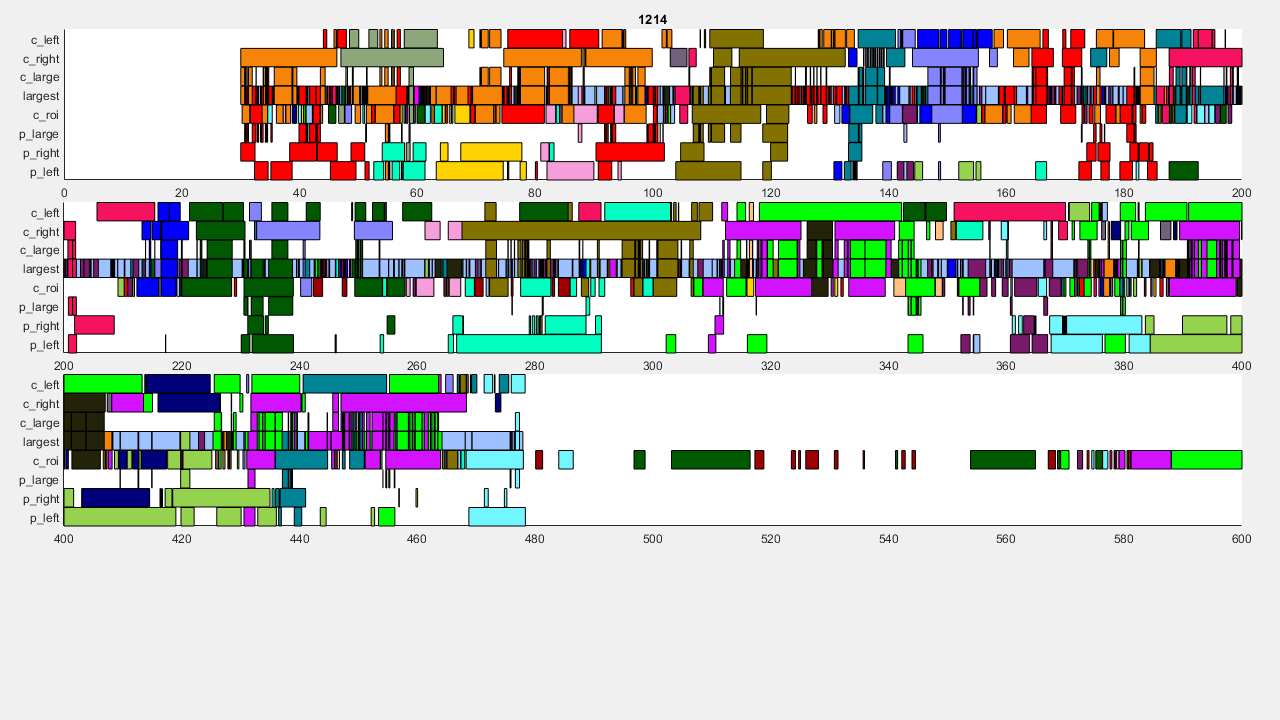 1214
c_left
c_right
c_large
largest
c_roi
p_large
p_right
p_left
0 20 40 60 80 100 120 140 160 180 200
c_left
c_right
c_large
largest
c_roi
p_large
p_right
p_left
200 220 240 260 280 300 320 340 360 380 400
c_left
c_right
c_large
largest
c_roi
p_large
p_right
p_left
400 420 440 460 480 500 520 540 560 580 600